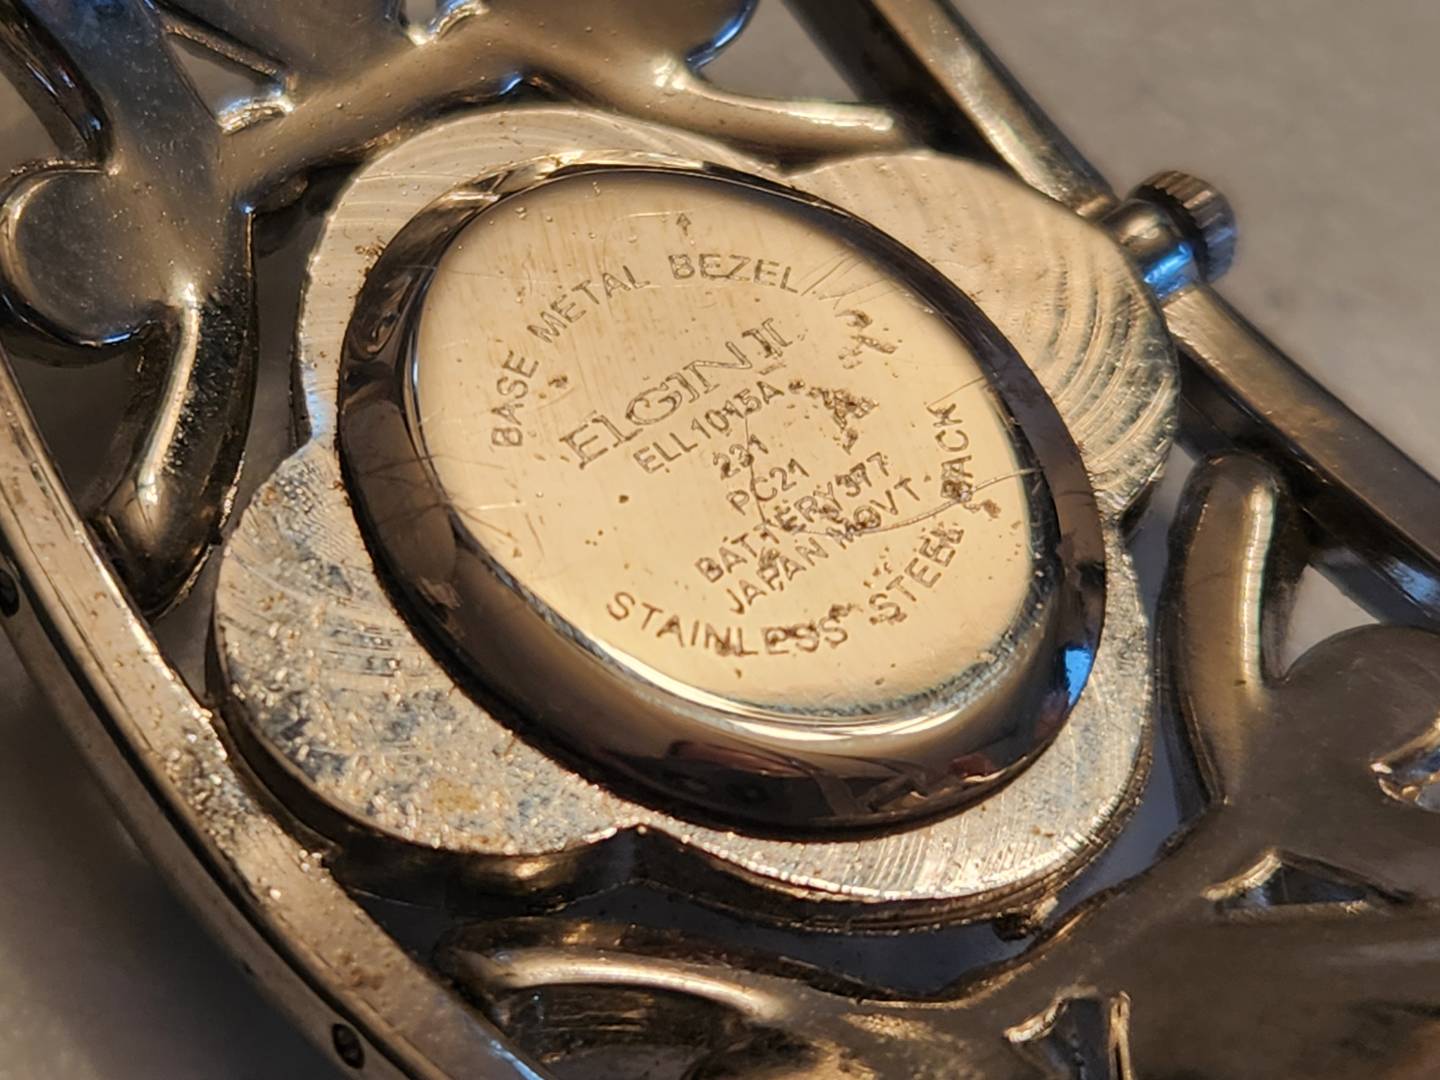 BASE METAL BEZEL
ELGIN II
ELL1015A
231
PC21
BATTERY377
JAPAN MOVT
STAINLESS STEEL BACK